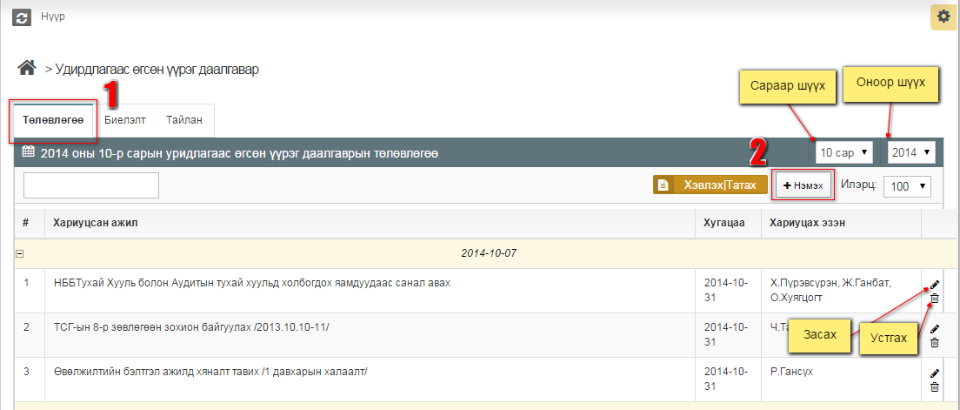 Нүүр
> Удирдлагаас өгсөн үүрэг даалгавар
1
Сараар шүүх
Оноор шүүх
Төлөвлөгөө
Биелэлт
Тайлан
2014 оны 10-р сарын уридлагаас өгсөн үүрэг даалгаврын төлөвлөгөө
10 сар
2014
2
Хэвлэх|Татах
+ Нэмэх
Илэрц:
100
# Хариуцсан ажил Хугацаа Хариуцах эзэн
2014-10-07
1 НББТухай Хууль болон Аудитын тухай хуульд холбогдох яамдуудаас санал авах 2014-10-31 Х.Пүрэвсүрэн, Ж.Ганбат, О.Хуягцогт
2 ТСГ-ын 8-р зөвлөгөөн зохион байгуулах /2013.10.10-11/ 2014-10-31
Засах
Устгах
3 Өвөлжилтийн бэлтгэл ажилд хяналт тавих /1 давхарын халаалт/ 2014-10-31 Р.Гансүх